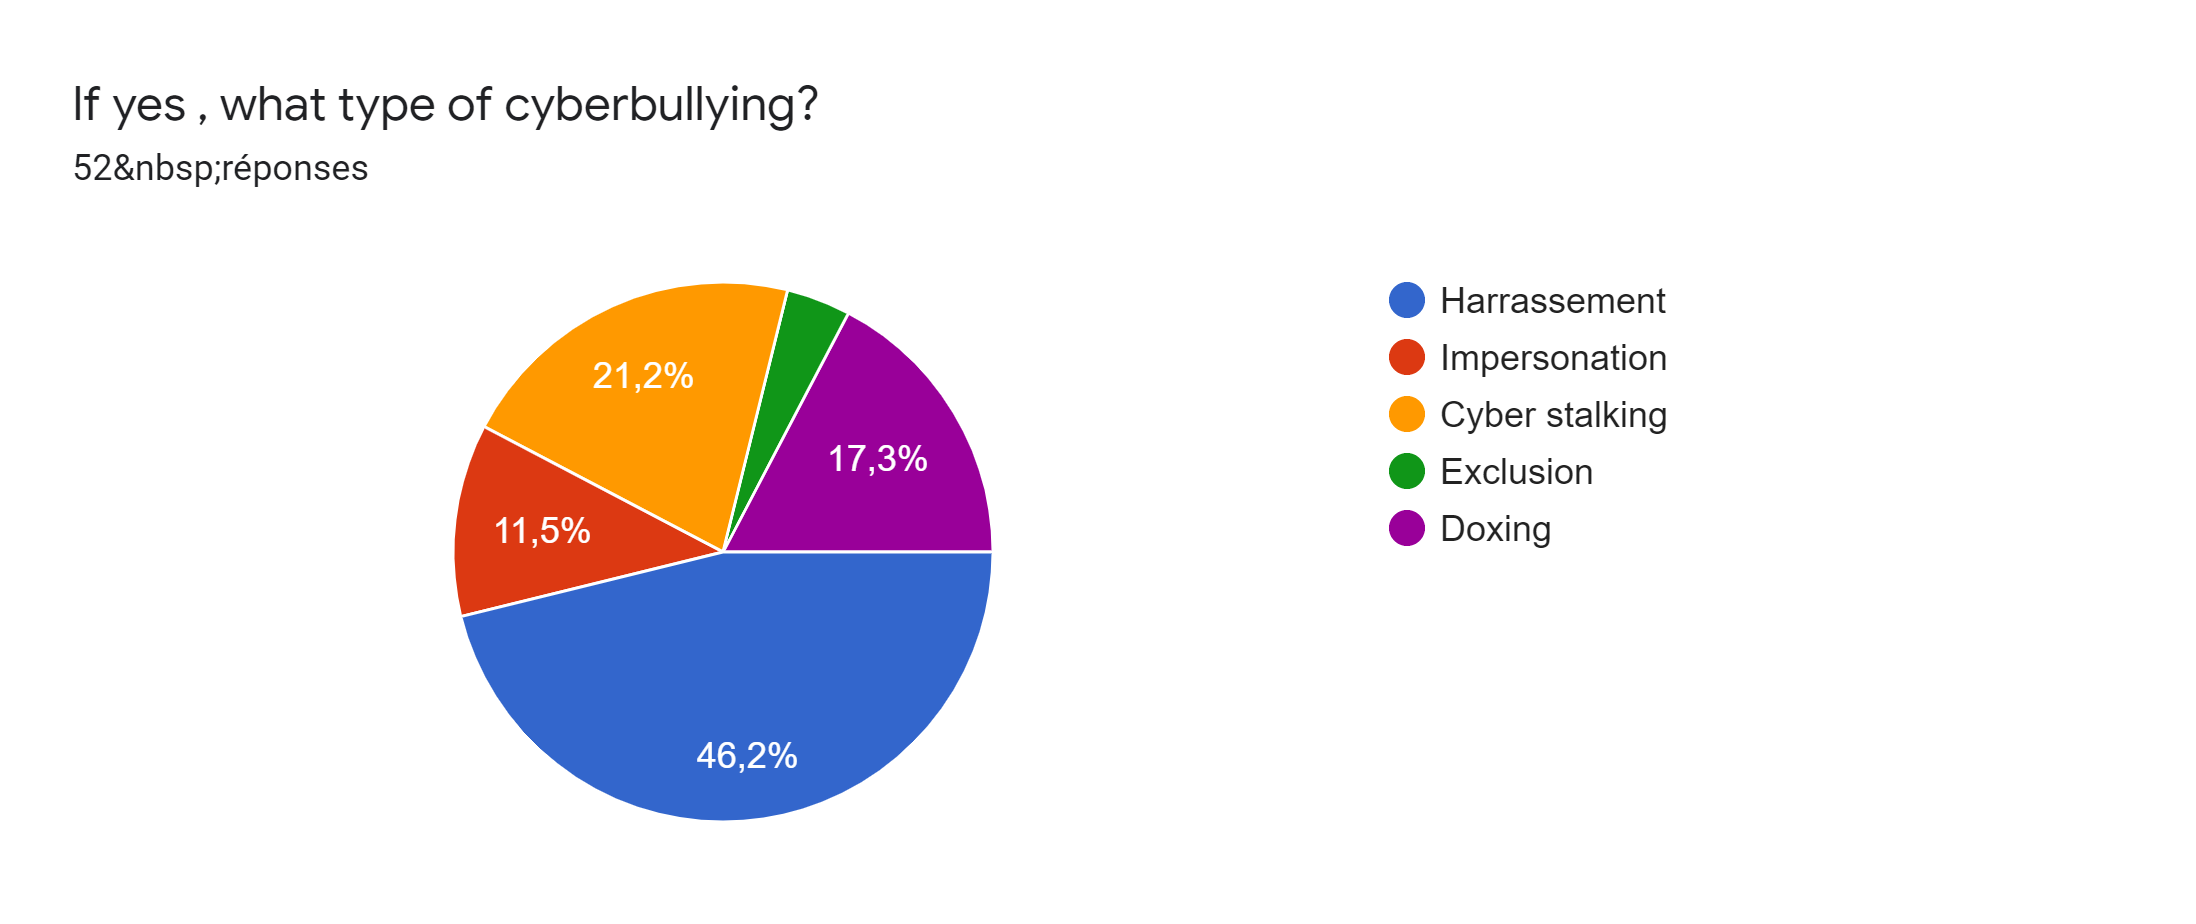 If yes , what type of cyberbullying?
52&nbsp;réponses
21,2%
17,3%
11,5%
46,2%
Harrassement
Impersonation
Cyber stalking
Exclusion
Doxing